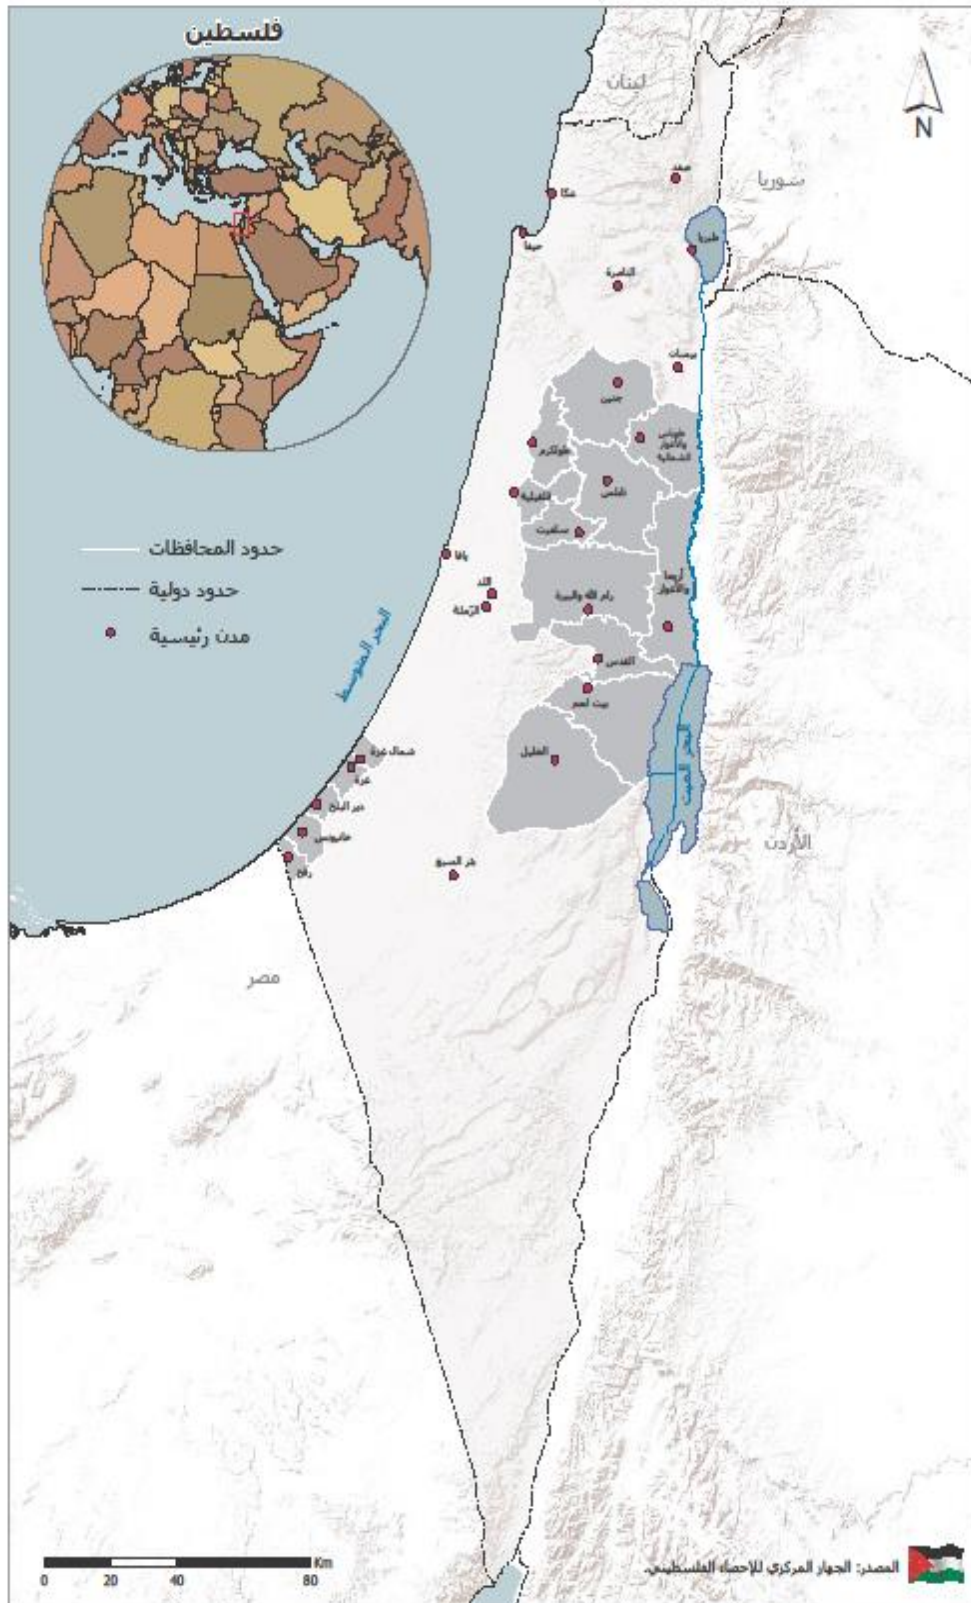 فلسطين
لبنان
N
سوريا
صفد
عكا
حيفا
طبريا
الناصرة
بيسان
جنين
طوباس
والأغوار
الشمالية
طولكرم
نابلس
قلقيلية
سلفيت
حدود المحافظات
حدود دولية
مدن رئيسية
يافا
اللد
الرملة
أريحا
والأغوار
رام الله والبيرة
القدس
بيت لحم
البحر المتوسط
الخليل
البحر الميت
شمال غزة
غزة
دير البلح
خانيونس
رفح
بئر السبع
الأردن
مصر
Km
0 20 40 80
المصدر: الجهاز المركزي للإحصاء الفلسطيني.